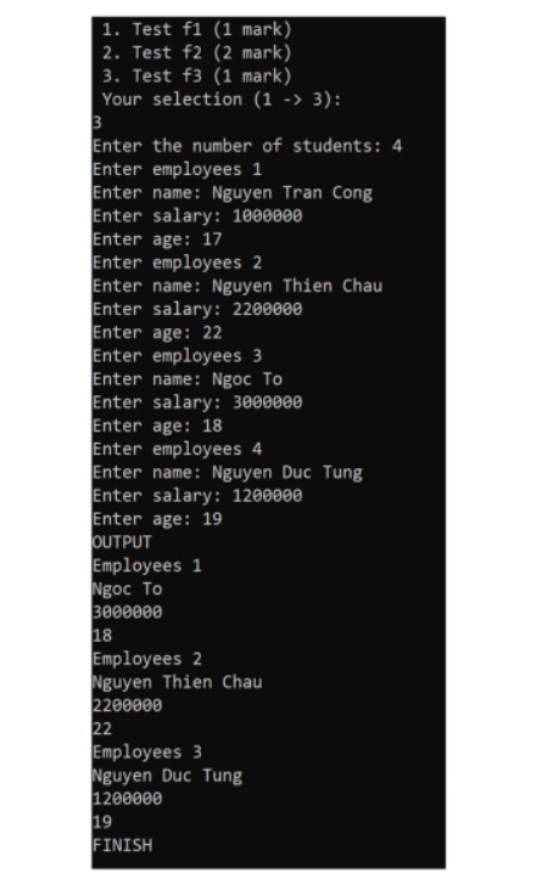 1. Test f1 (1 mark)
2. Test f2 (2 mark)
3. Test f3 (1 mark)
Your selection (1 -> 3):
3
Enter the number of students: 4
Enter employees 1
Enter name: Nguyen Tran Cong
Enter salary: 1000000
Enter age: 17
Enter employees 2
Enter name: Nguyen Thien Chau
Enter salary: 2200000
Enter age: 22
Enter employees 3
Enter name: Ngoc To
Enter salary: 3000000
Enter age: 18
Enter employees 4
Enter name: Nguyen Duc Tung
Enter salary: 1200000
Enter age: 19
OUTPUT
Employees 1
Ngoc To
3000000
18
Employees 2
Nguyen Thien Chau
2200000
22
Employees 3
Nguyen Duc Tung
1200000
19
FINISH